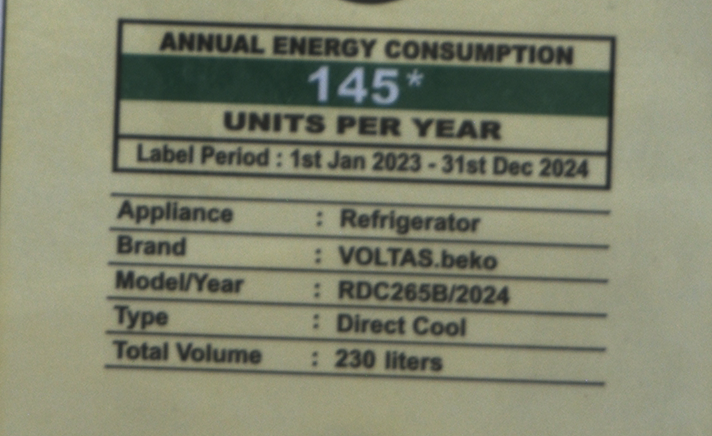 ANNUAL ENERGY CONSUMPTION
145*
UNITS PER YEAR
Label Period : 1st Jan 2023 - 31st Dec 2024
Appliance : Refrigerator
Brand : VOLTAS.beko
Model/Year : RDC265B/2024
Type : Direct Cool
Total Volume : 230 liters